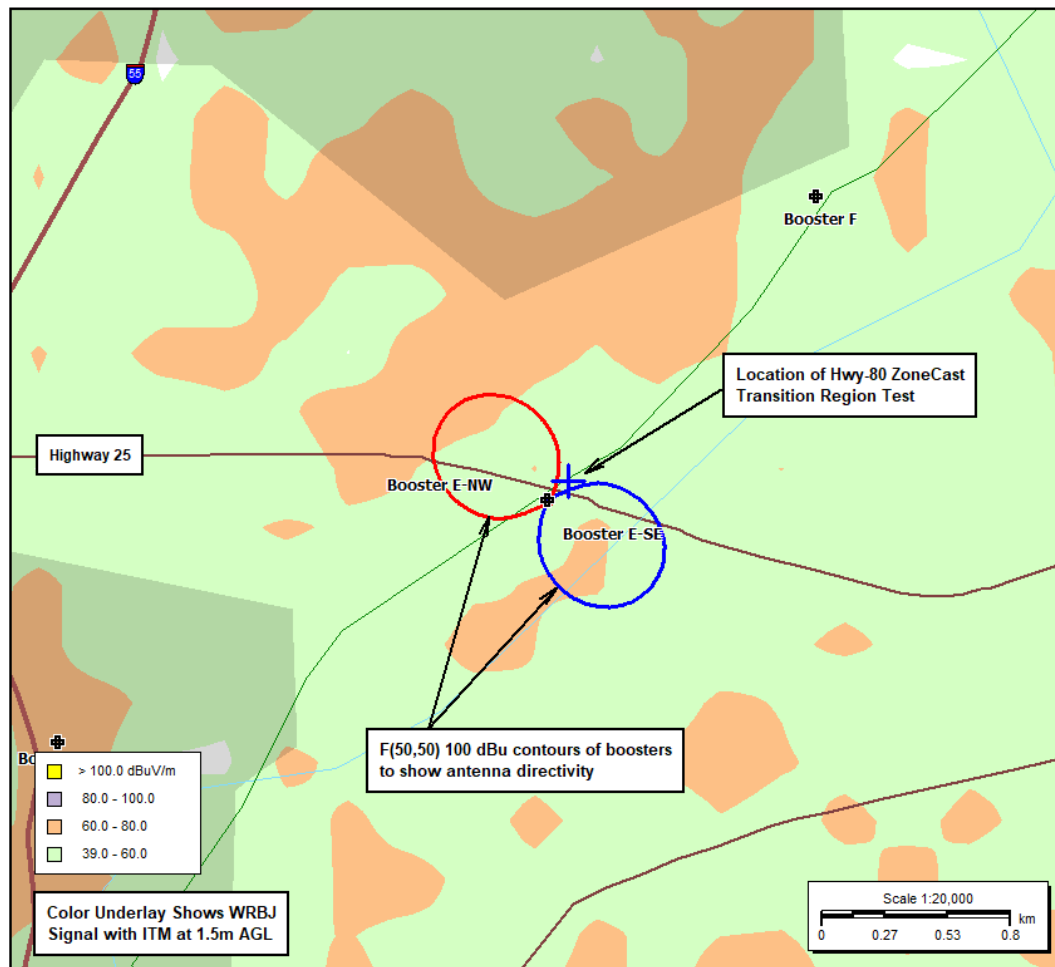 55
Booster F
Location of Hwy-80 ZoneCast
Transition Region Test
Highway 25
Booster E-NW
Booster E-SE
F(50,50) 100 dBu contours of boosters
to show antenna directivity
> 100.0 dBuV/m
80.0 - 100.0
60.0 - 80.0
39.0 - 60.0
Color Underlay Shows WRBJ
Signal with ITM at 1.5m AGL
Scale 1:20,000
km
0 0.27 0.53 0.8